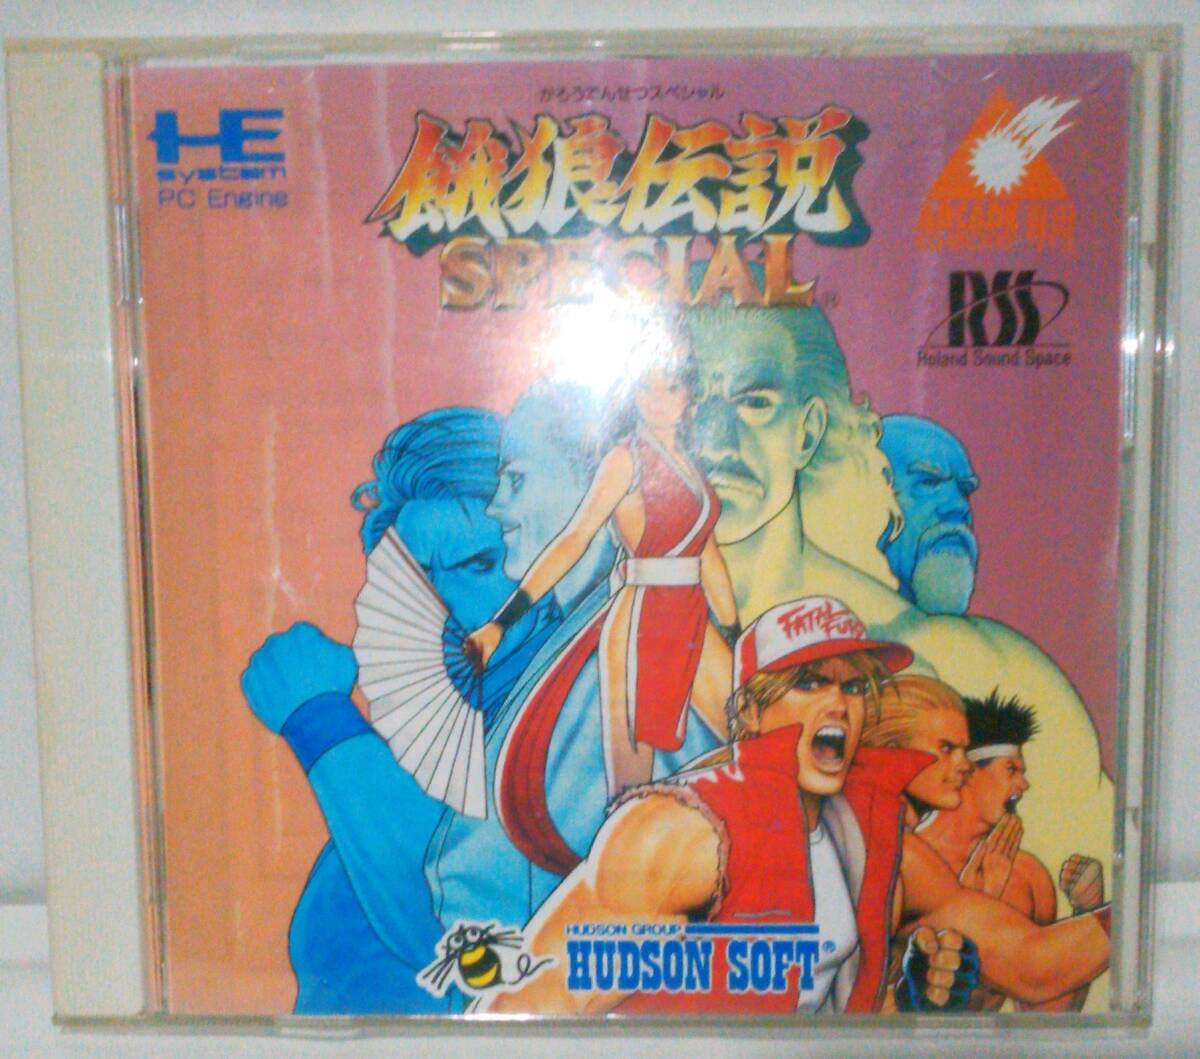 がろうでんせつスペシャル
餓狼伝説
SPECIAL®
HE
system
PC Engine
ARCADE
RSS
Roland Sound Space
FATAL FURY
HUDSON GROUP
HUDSON SOFT®